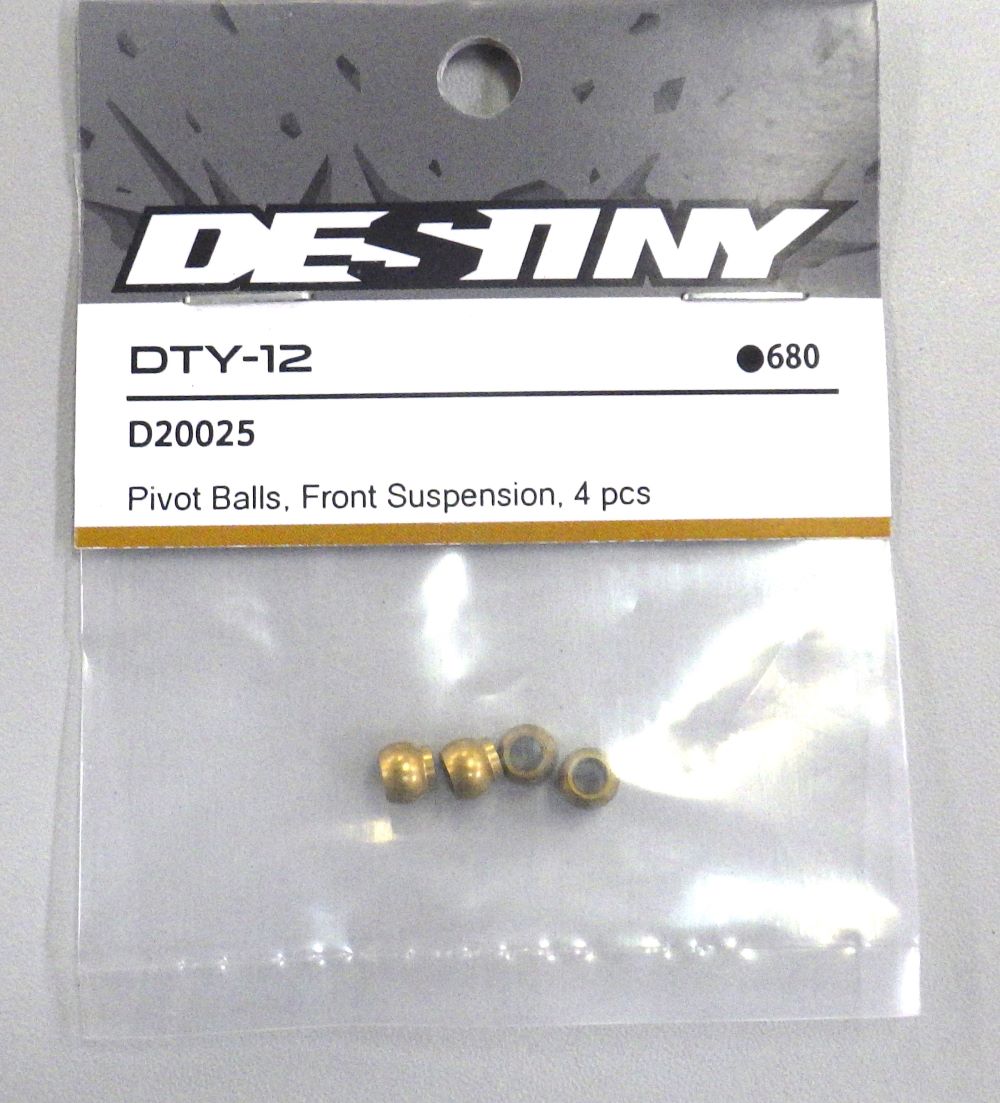 DESTINY
DTY-12 ●680
D20025
Pivot Balls, Front Suspension, 4 pcs